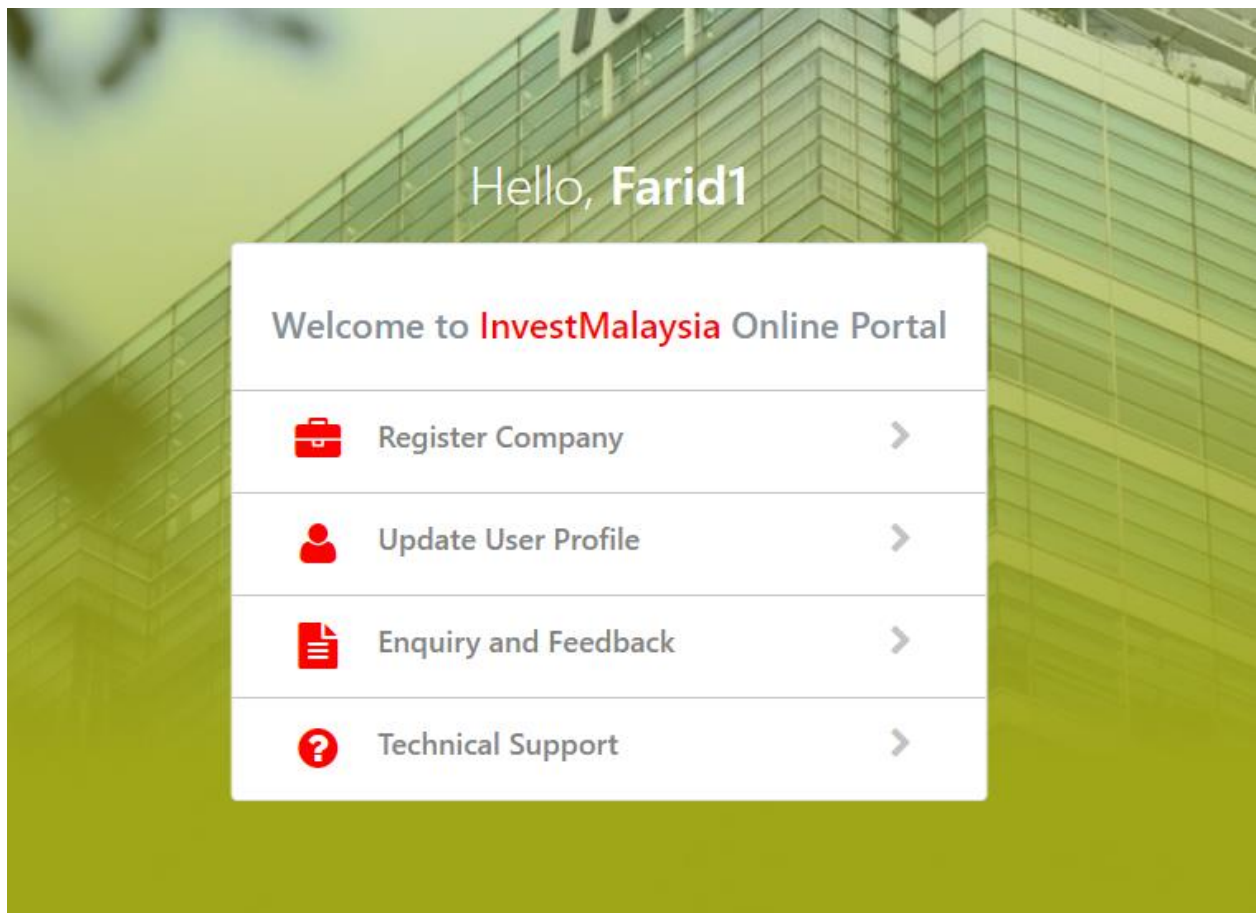 Hello, Farid1
Welcome to InvestMalaysia Online Portal
Register Company
Update User Profile
Enquiry and Feedback
Technical Support